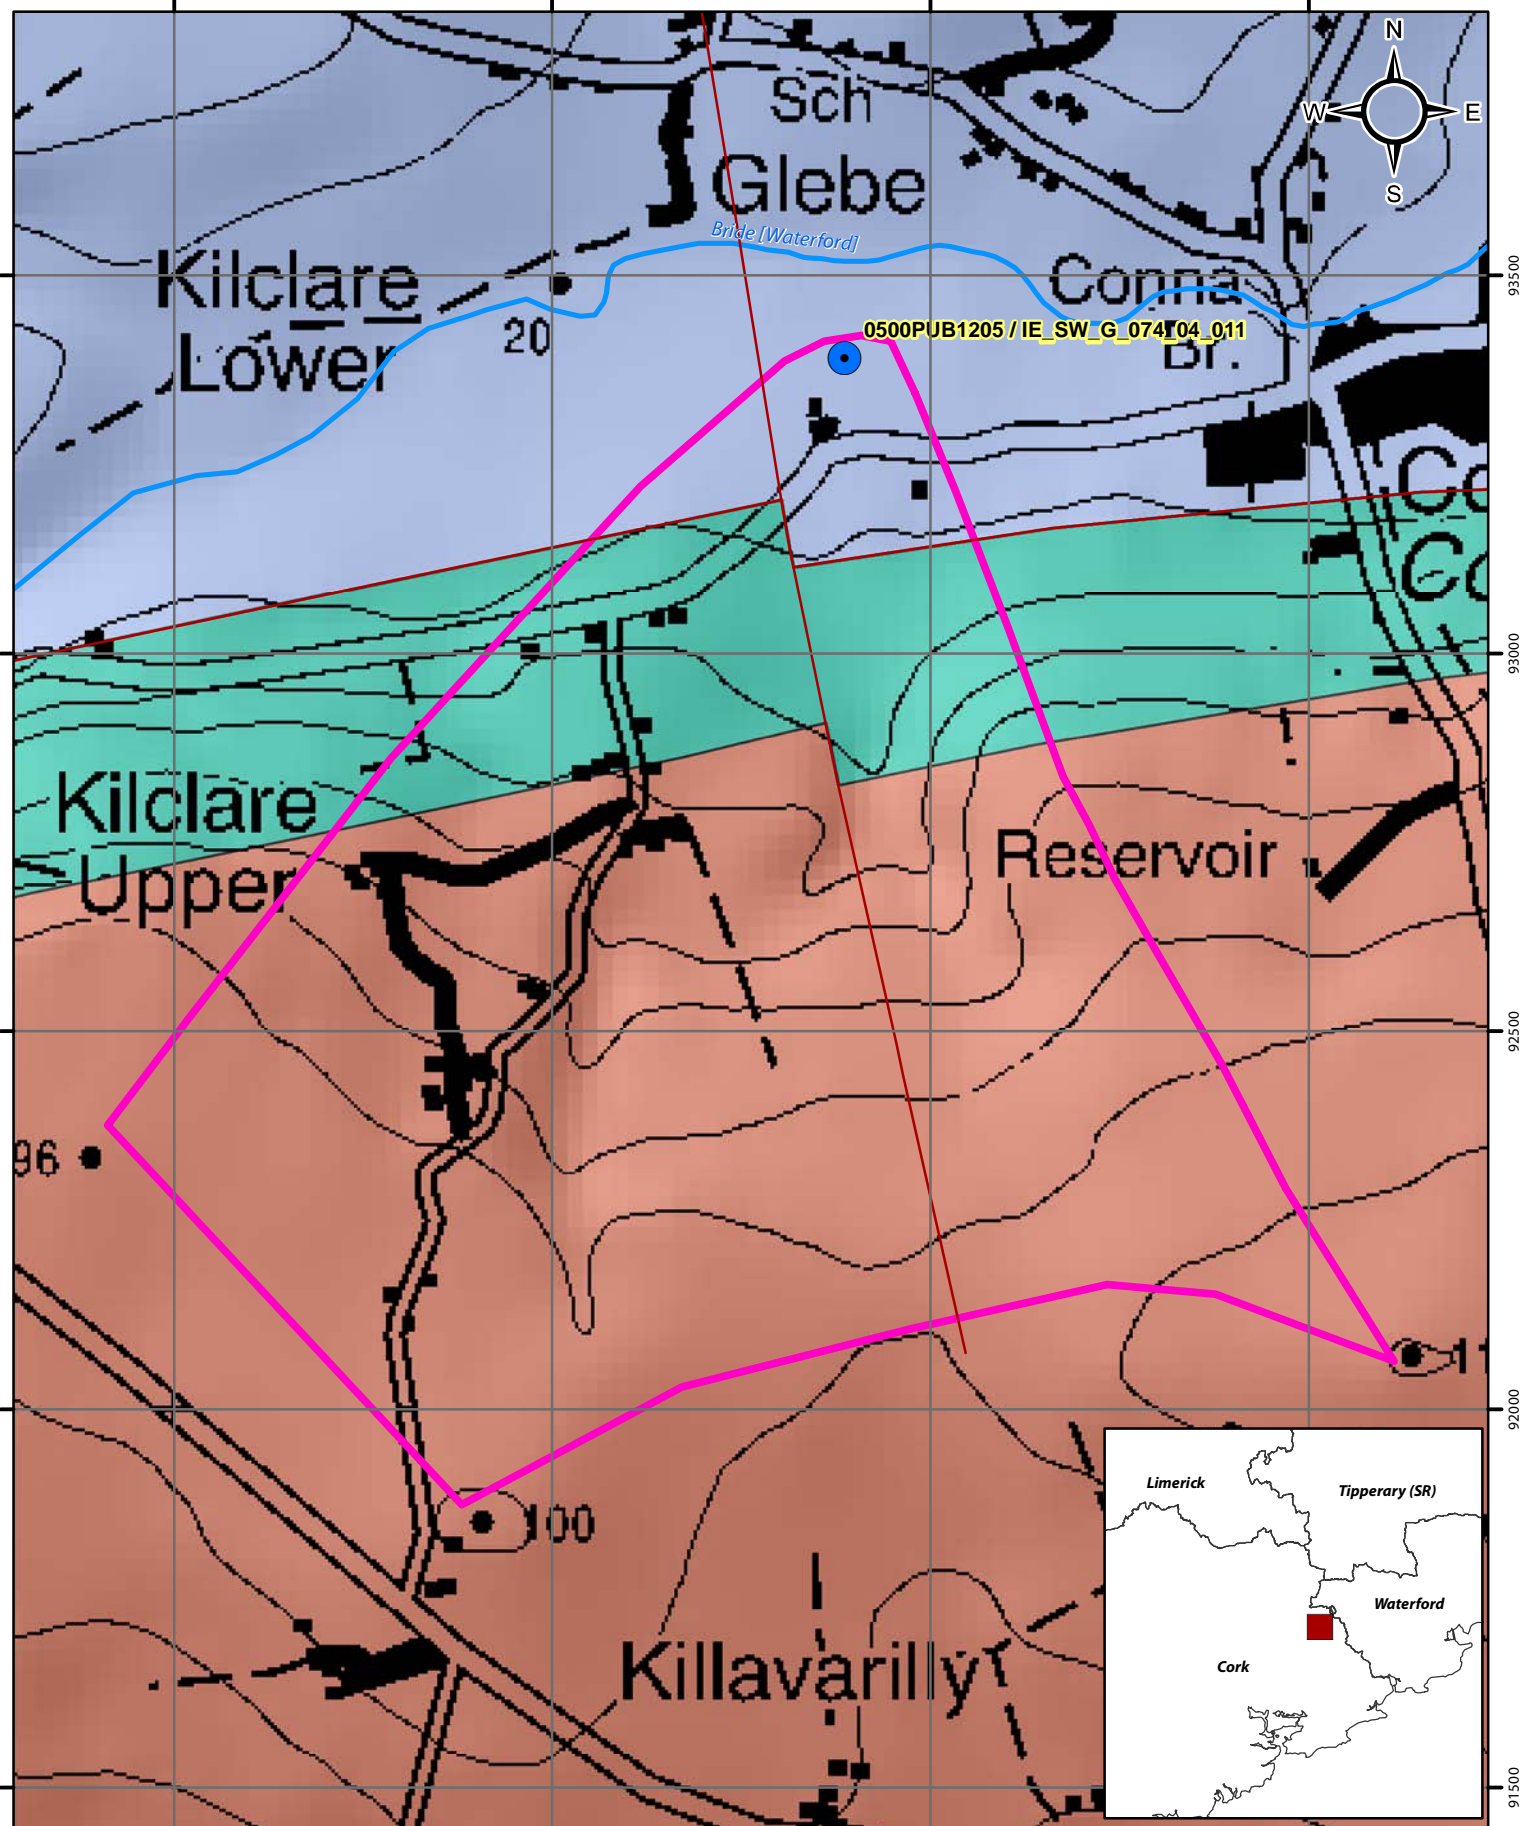 N
W E
S
Sch
Glebe
Bride [Waterford]
Kilclare
Lower
20
Conna
Br.
93500
0500PUB1205 / IE_SW_G_074_04_011
93000
Kilclare
Upper
Reservoir
92500
96
92000
100
Killavarilly
91500
Limerick
Tipperary (SR)
Waterford
Cork